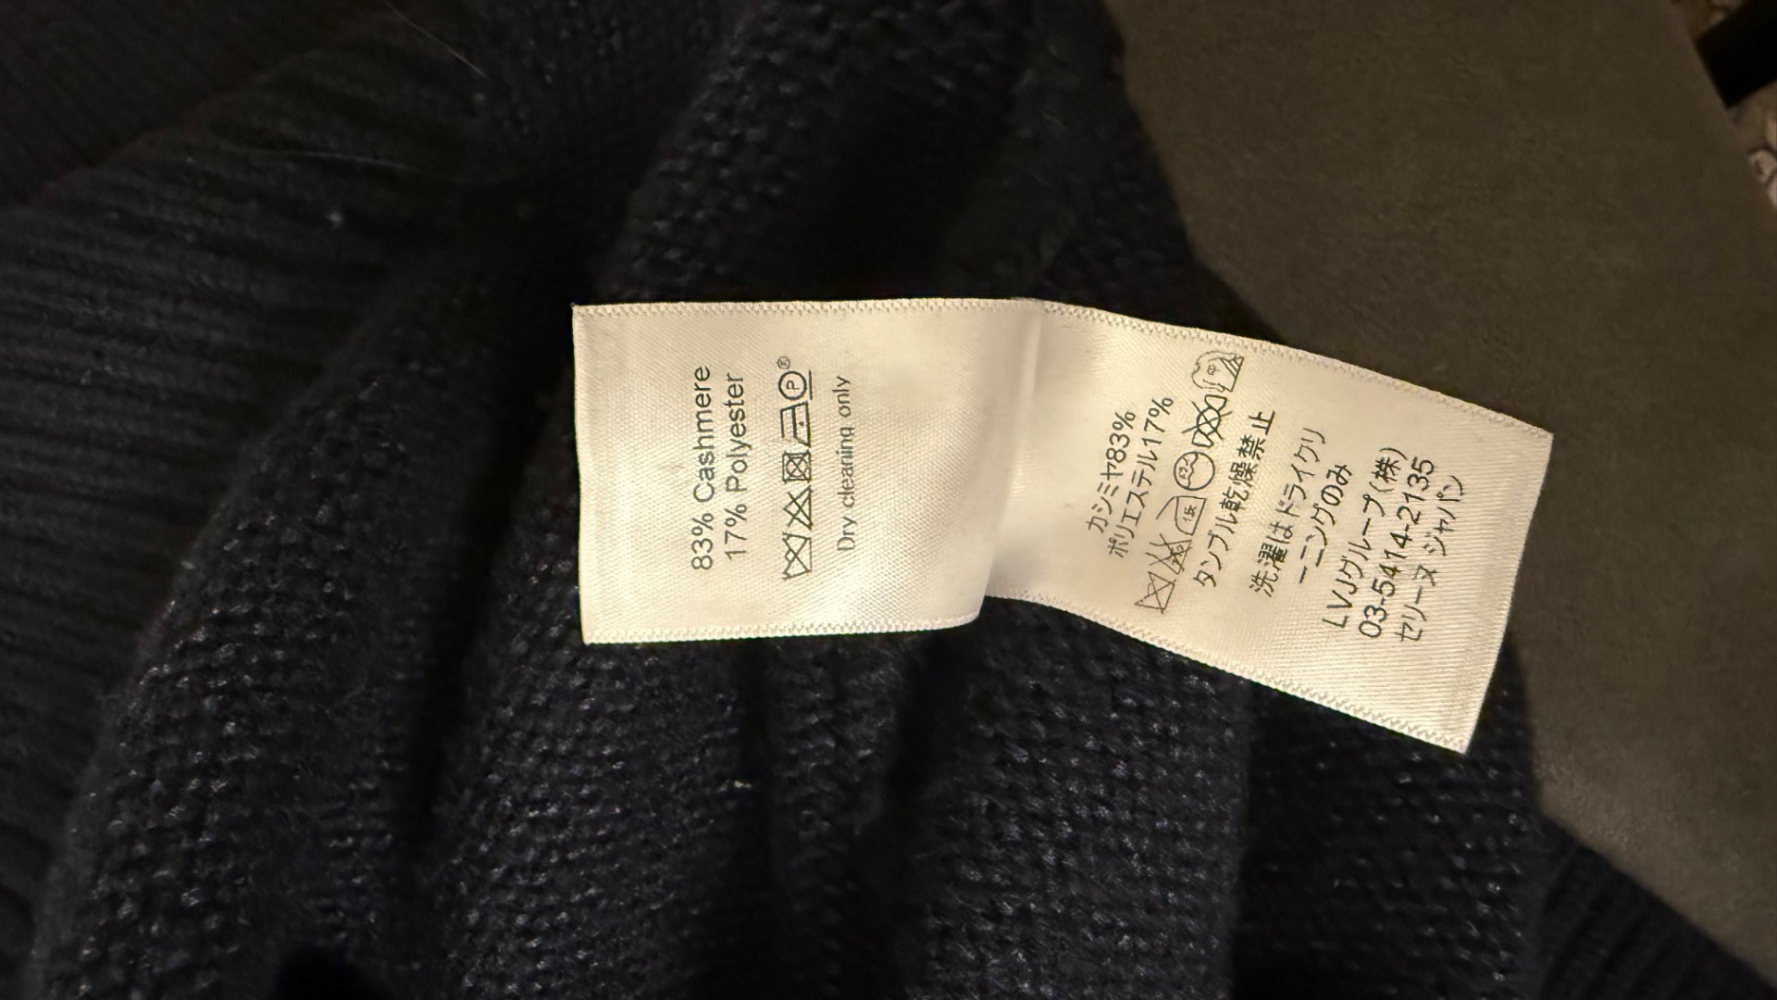 83% Cashmere
17% Polyester
P®
Dry cleaning only
カシミヤ83%
ポリエステル17%
タンブル乾燥禁止
洗濯はドライクリ
ーニングのみ
LVJグループ(株)
03-5414-2135
セリーヌ ジャパン